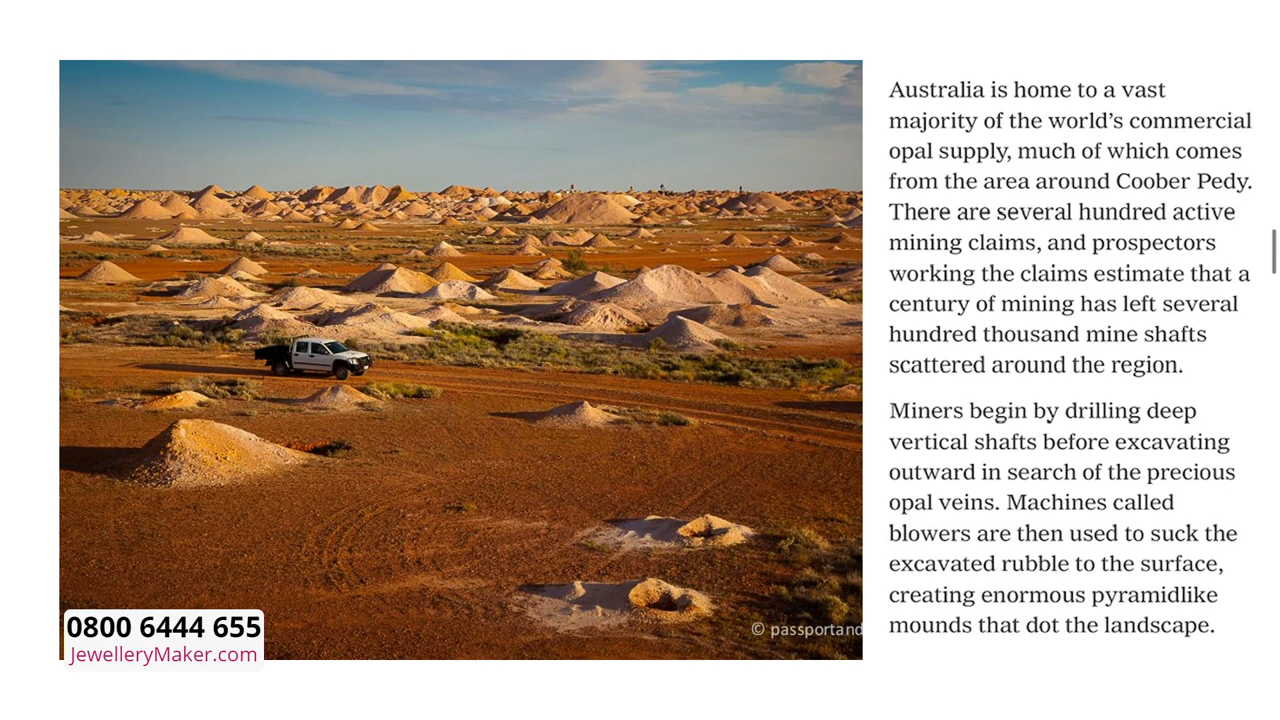 Australia is home to a vast
majority of the world's commercial
opal supply, much of which comes
from the area around Coober Pedy.
There are several hundred active
mining claims, and prospectors
working the claims estimate that a
century of mining has left several
hundred thousand mine shafts
scattered around the region.
Miners begin by drilling deep
vertical shafts before excavating
outward in search of the precious
opal veins. Machines called
blowers are then used to suck the
excavated rubble to the surface,
creating enormous pyramidlike
mounds that dot the landscape.
© passportand
0800 6444 655
JewelleryMaker.com